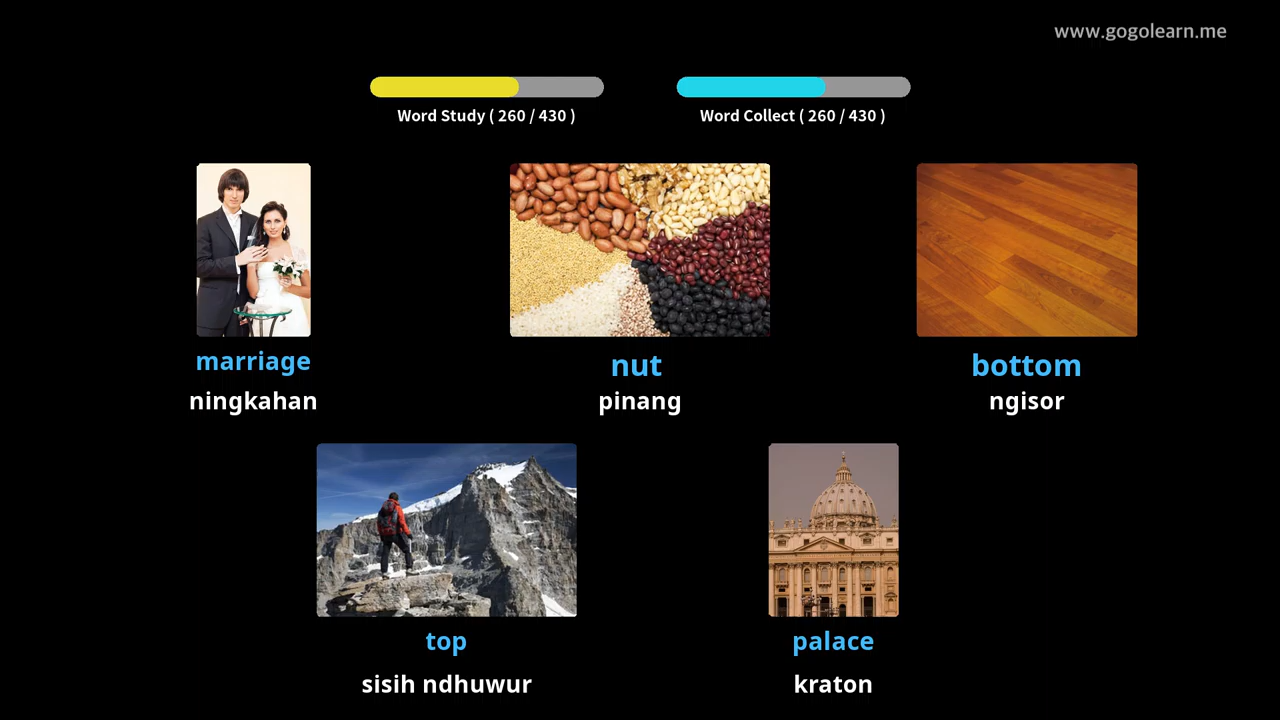 www.gogolearn.me
Word Study ( 260 / 430 )
Word Collect ( 260 / 430 )
marriage
ningkahan
nut
pinang
bottom
ngisor
top
sisih ndhuwur
palace
kraton